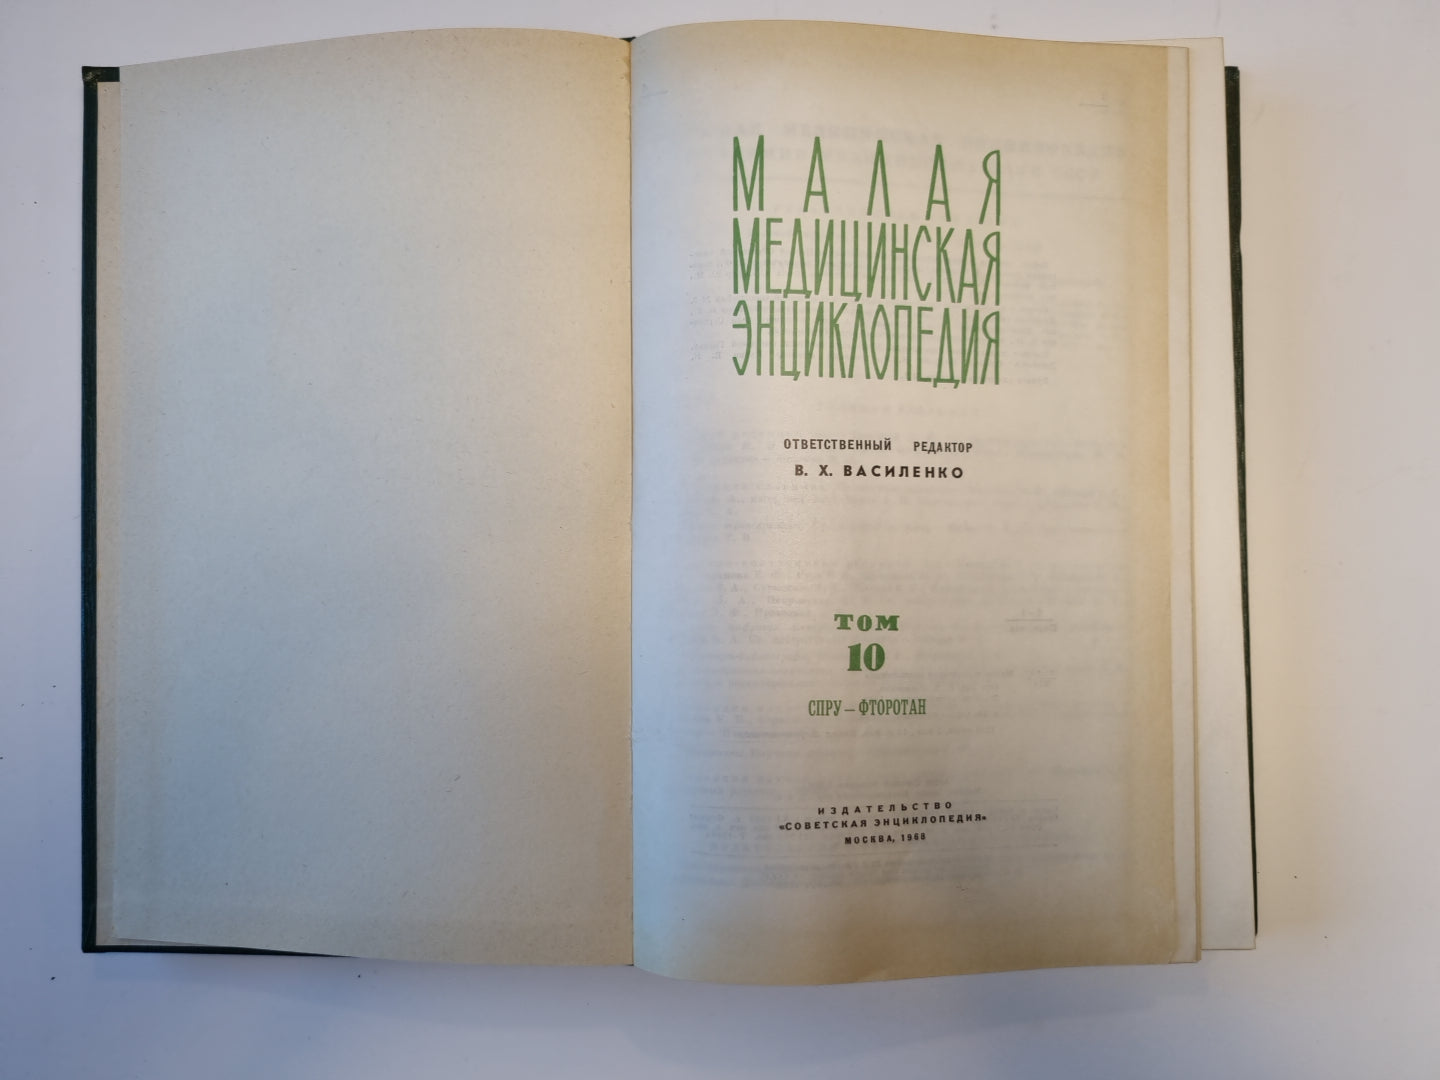 МАЛАЯ
МЕДИЦИНСКАЯ
ЭНЦИКЛОПЕДИЯ
ОТВЕТСТВЕННЫЙ РЕДАКТОР
В. Х. ВАСИЛЕНКО
ТОМ
10
СПРУ — ФТОРОТАН
ИЗДАТЕЛЬСТВО
«СОВЕТСКАЯ ЭНЦИКЛОПЕДИЯ»
МОСКВА, 1968